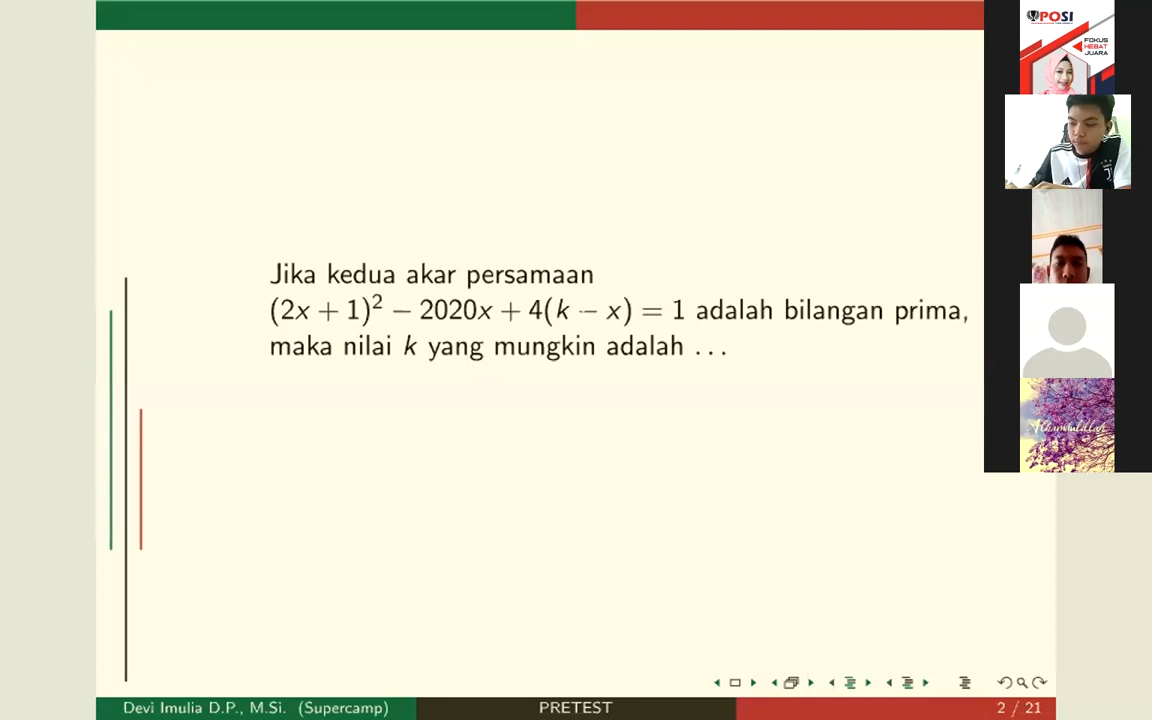 POSI
FOKUS
HEBAT
JUARA
Jika kedua akar persamaan
(2x + 1)² − 2020x + 4(k − x) = 1 adalah bilangan prima,
maka nilai k yang mungkin adalah . . .
Devi Imulia D.P., M.Si. (Supercamp)
PRETEST
2 / 21